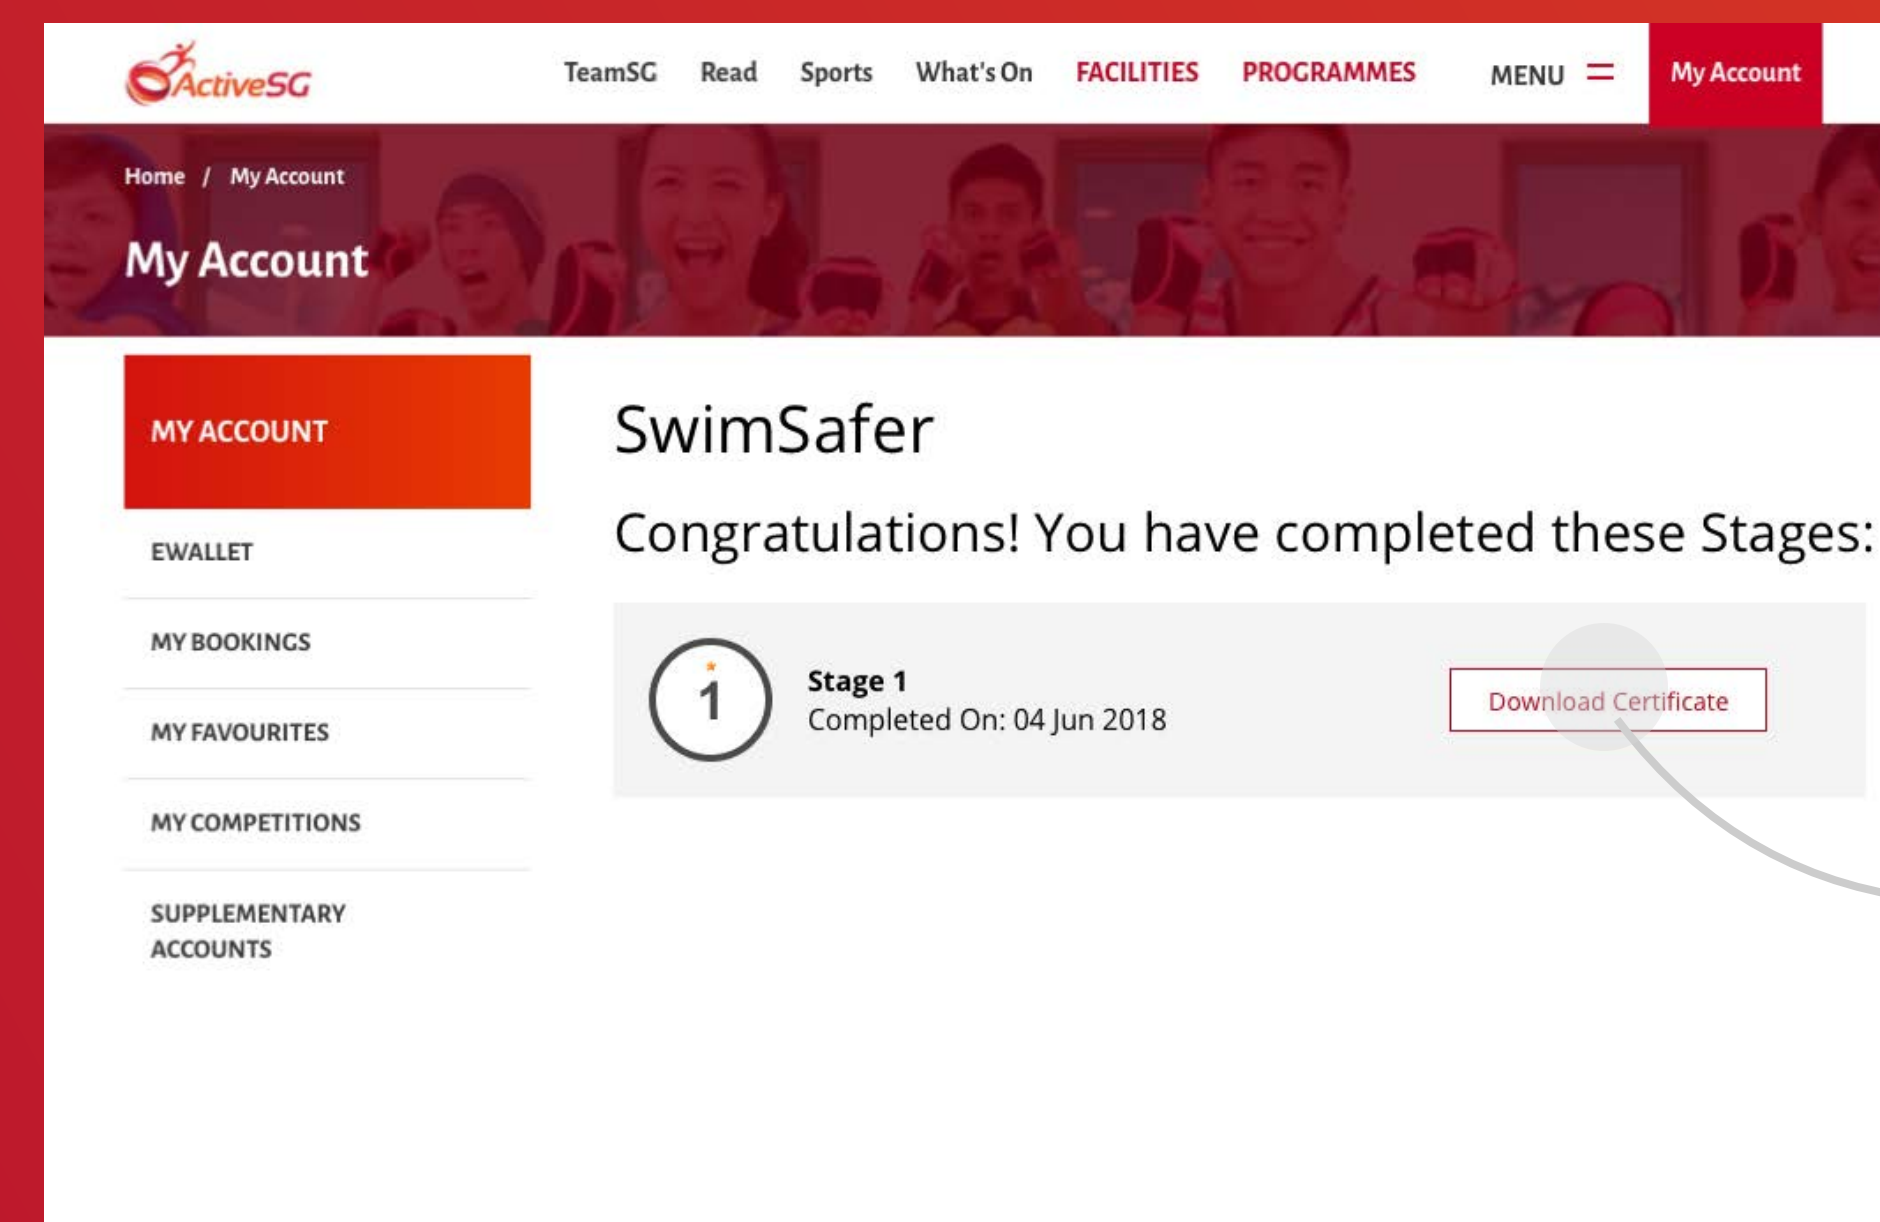 ActiveSG
TeamSG Read Sports What's On FACILITIES PROGRAMMES MENU My Account
Home / My Account
My Account
MY ACCOUNT
EWALLET
MY BOOKINGS
MY FAVOURITES
MY COMPETITIONS
SUPPLEMENTARY
ACCOUNTS
SwimSafer
Congratulations! You have completed these Stages:
1
Stage 1
Completed On: 04 Jun 2018
Download Certificate